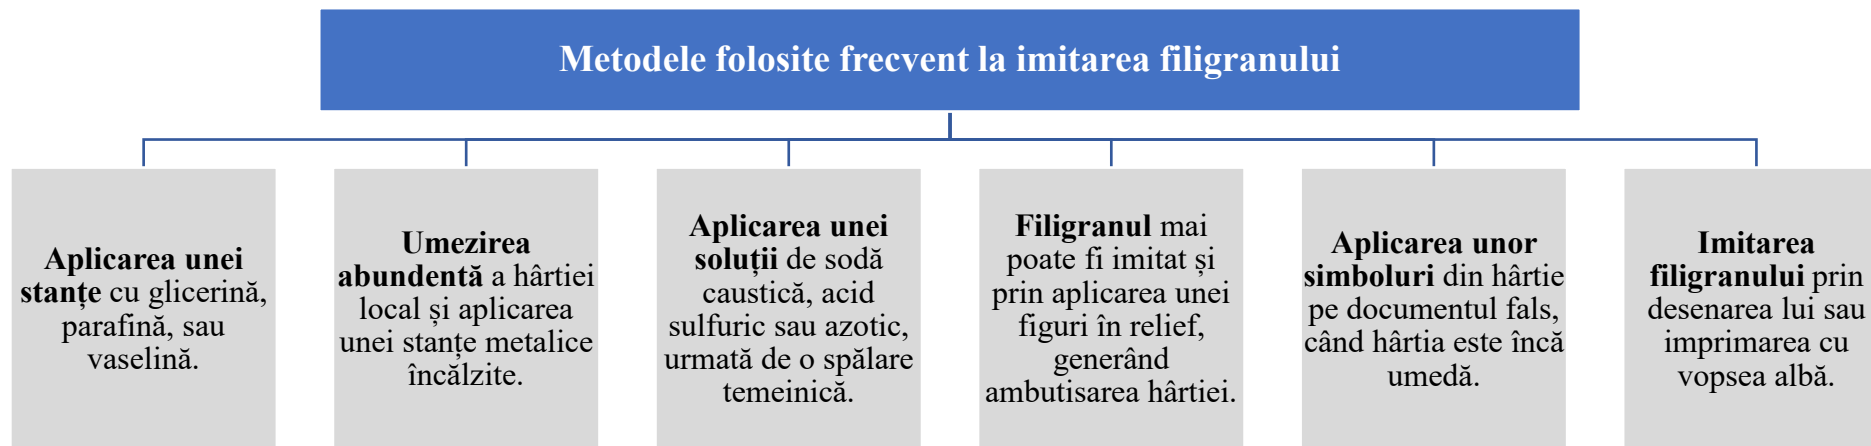 Metodele folosite frecvent la imitarea filigranului
Aplicarea unei
stanțe cu glicerină,
parafină, sau
vaselină.
Umezirea
abundentă a hârtiei
local și aplicarea
unei stanțe metalice
încălzite.
Aplicarea unei
soluții de sodă
caustică, acid
sulfuric sau azotic,
urmată de o spălare
temeinică.
Filigranul mai
poate fi imitat și
prin aplicarea unei
figuri în relief,
generând
ambutisarea hârtiei.
Aplicarea unor
simboluri din hârtie
pe documentul fals,
când hârtia este încă
umedă.
Imitarea
filigranului prin
desenarea lui sau
imprimarea cu
vopsea albă.